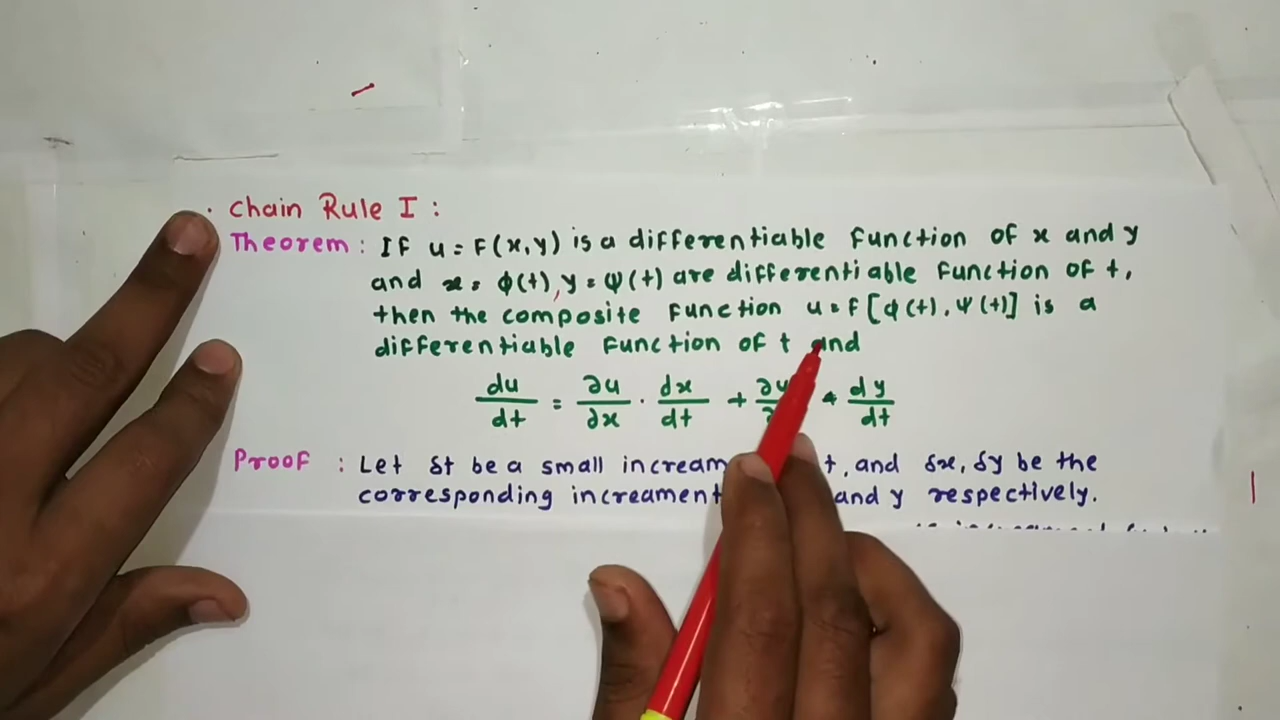 Chain Rule I :
Theorem : If u = f(x,y) is a differentiable function of x and y
and x = ϕ(t), y = ψ(t) are differentiable function of t,
then the composite function u = f[ϕ(t), ψ(t)] is a
differentiable function of t and
du/dt = ∂u/∂x · dx/dt + ∂u/∂ · dy/dt
Proof : Let δt be a small incream t, and δx, δy be the
corresponding increament and y respectively.